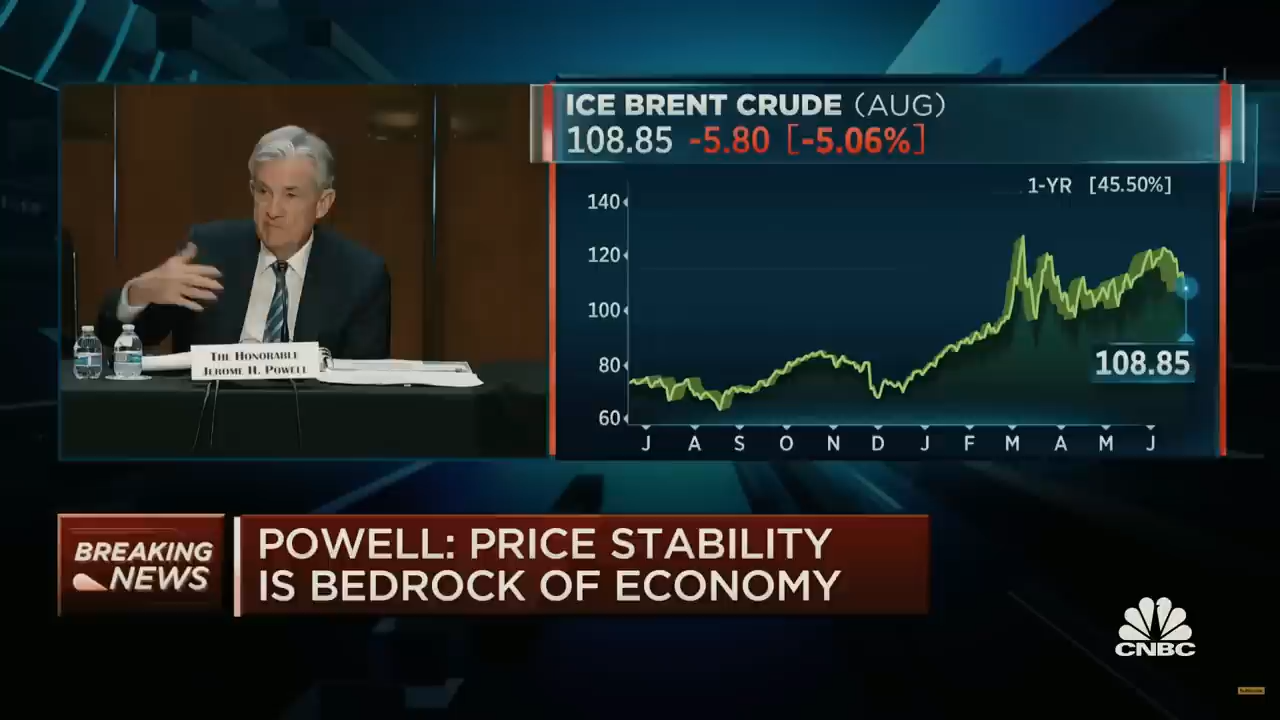 THE HONORABLE
JEROME H. POWELL
ICE BRENT CRUDE (AUG)
108.85 -5.80 [-5.06%]
1-YR [45.50%]
140
120
100
80
60
108.85
J A S O N D J F M A M J
BREAKING
NEWS
POWELL: PRICE STABILITY
IS BEDROCK OF ECONOMY
CNBC